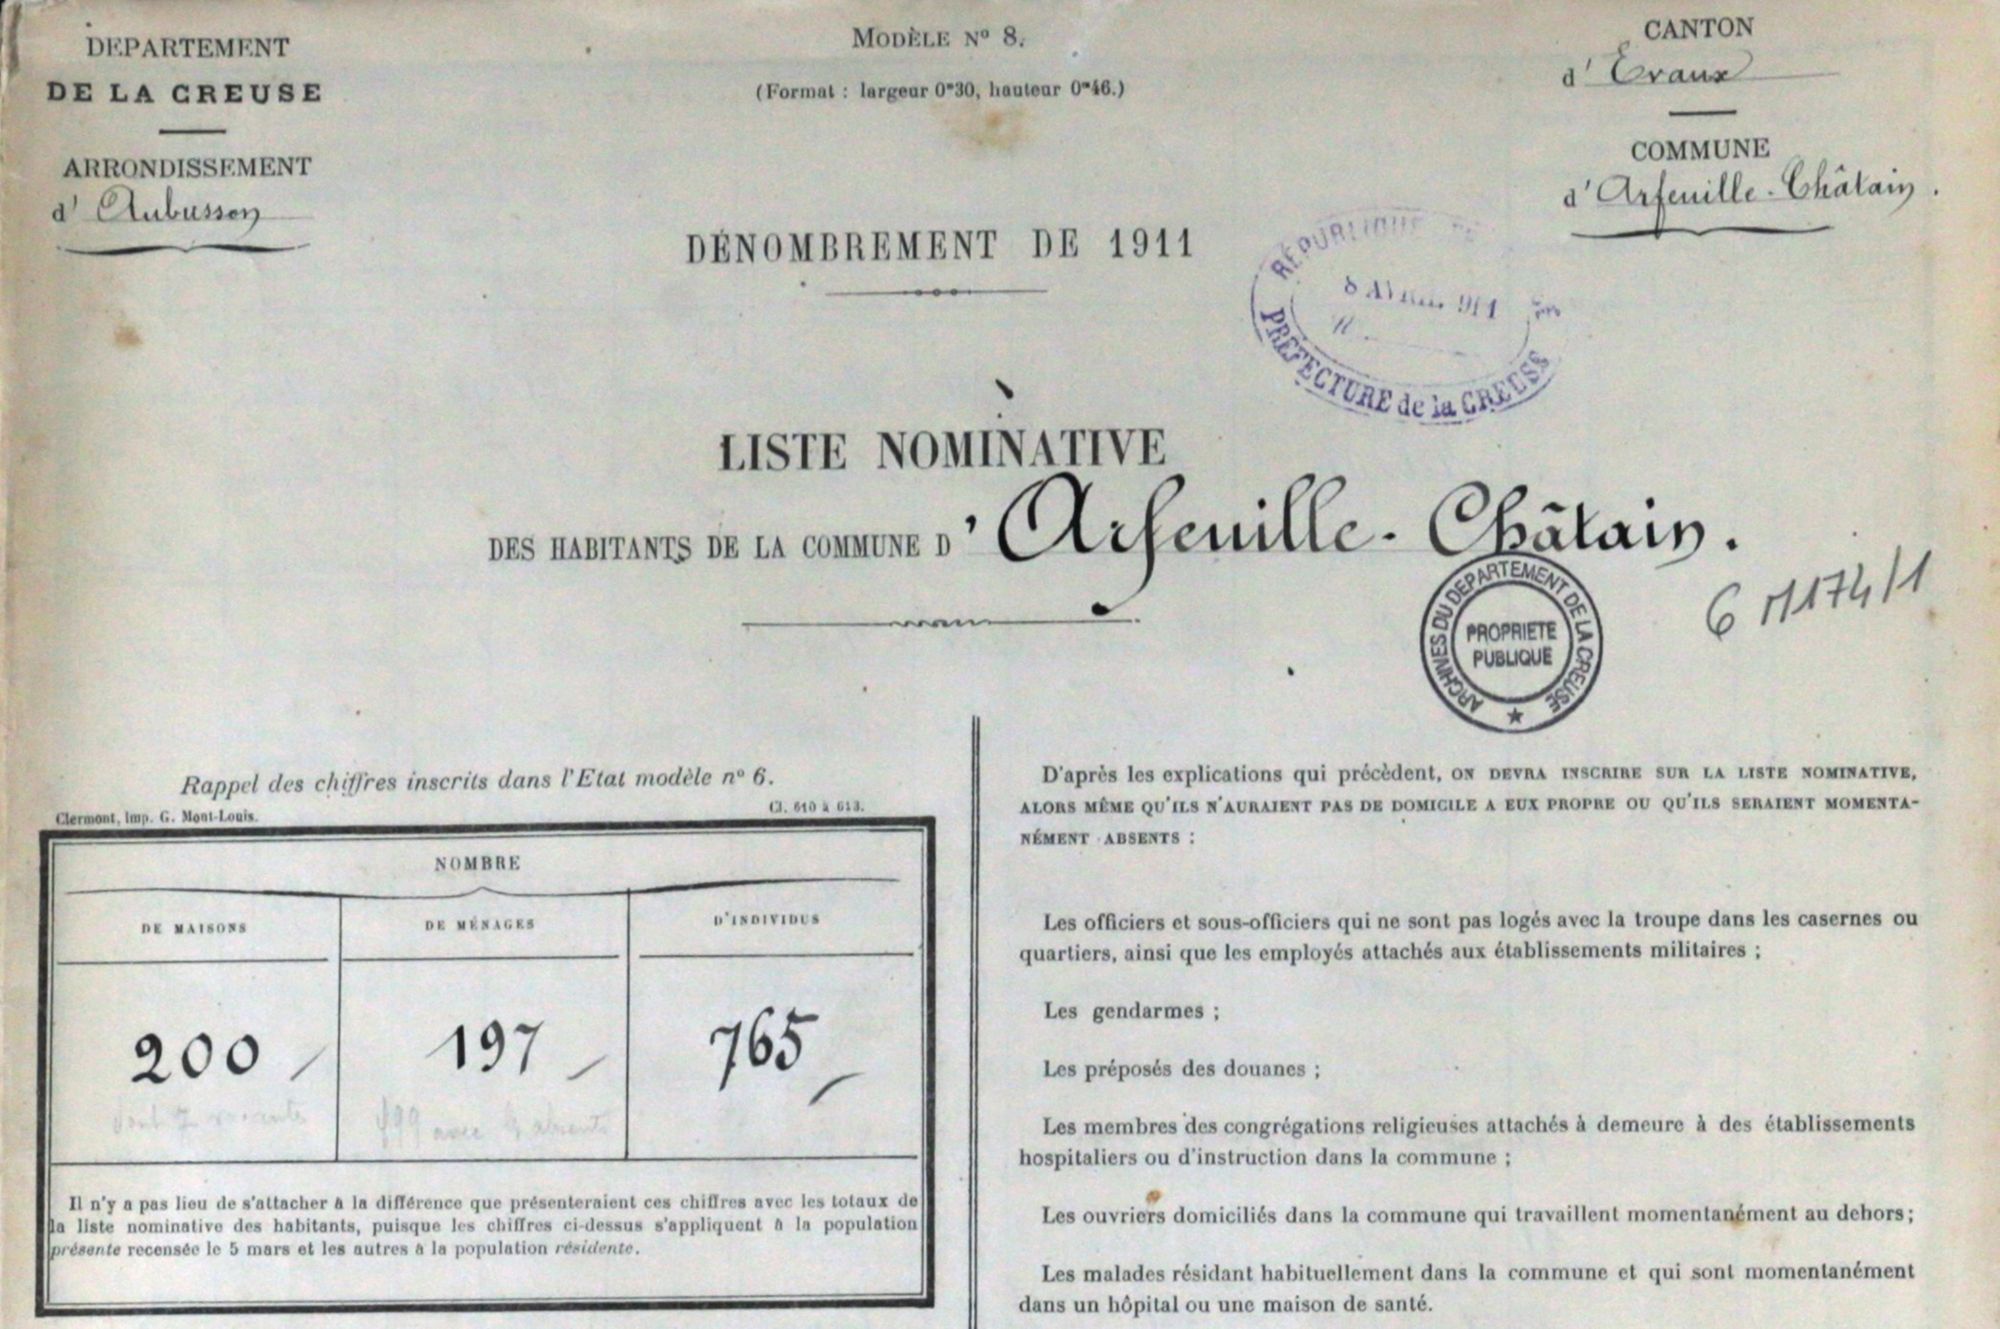 DEPARTEMENT
DE LA CREUSE
ARRONDISSEMENT
d' Aubusson
MODÈLE Nº 8.
(Format : largeur 0ᵐ30, hauteur 0ᵐ46.)
CANTON
d' Evaux
COMMUNE
d' Arfeuille-Châtain.
DÉNOMBREMENT DE 1911
RÉPUBLIQUE
8 AVRIL 911
PRÉFECTURE de la CREUSE
LISTE NOMINATIVE
DES HABITANTS DE LA COMMUNE D' Arfeuille-Châtain.
ARCHIVES DU DEPARTEMENT DE LA CREUSE
PROPRIETE
PUBLIQUE
6 M174/1
Rappel des chiffres inscrits dans l'Etat modèle nº 6.
Clermont, Imp. G. Mont-Louis.
Cl. 610 à 613.
NOMBRE
DE MAISONS
DE MÉNAGES
D'INDIVIDUS
200
197
765
dont 7 vacants
199 avec absents
Il n'y a pas lieu de s'attacher à la différence que présenteraient ces chiffres avec les totaux de
la liste nominative des habitants, puisque les chiffres ci-dessus s'appliquent à la population
présente recensée le 5 mars et les autres à la population résidente.
D'après les explications qui précèdent, ON DEVRA INSCRIRE SUR LA LISTE NOMINATIVE,
ALORS MÊME QU'ILS N'AURAIENT PAS DE DOMICILE A EUX PROPRE OU QU'ILS SERAIENT MOMENTA-
NÉMENT ABSENTS :
Les officiers et sous-officiers qui ne sont pas logés avec la troupe dans les casernes ou
quartiers, ainsi que les employés attachés aux établissements militaires ;
Les gendarmes ;
Les préposés des douanes ;
Les membres des congrégations religieuses attachés à demeure à des établissements
hospitaliers ou d'instruction dans la commune ;
Les ouvriers domiciliés dans la commune qui travaillent momentanément au dehors ;
Les malades résidant habituellement dans la commune et qui sont momentanément
dans un hôpital ou une maison de santé.